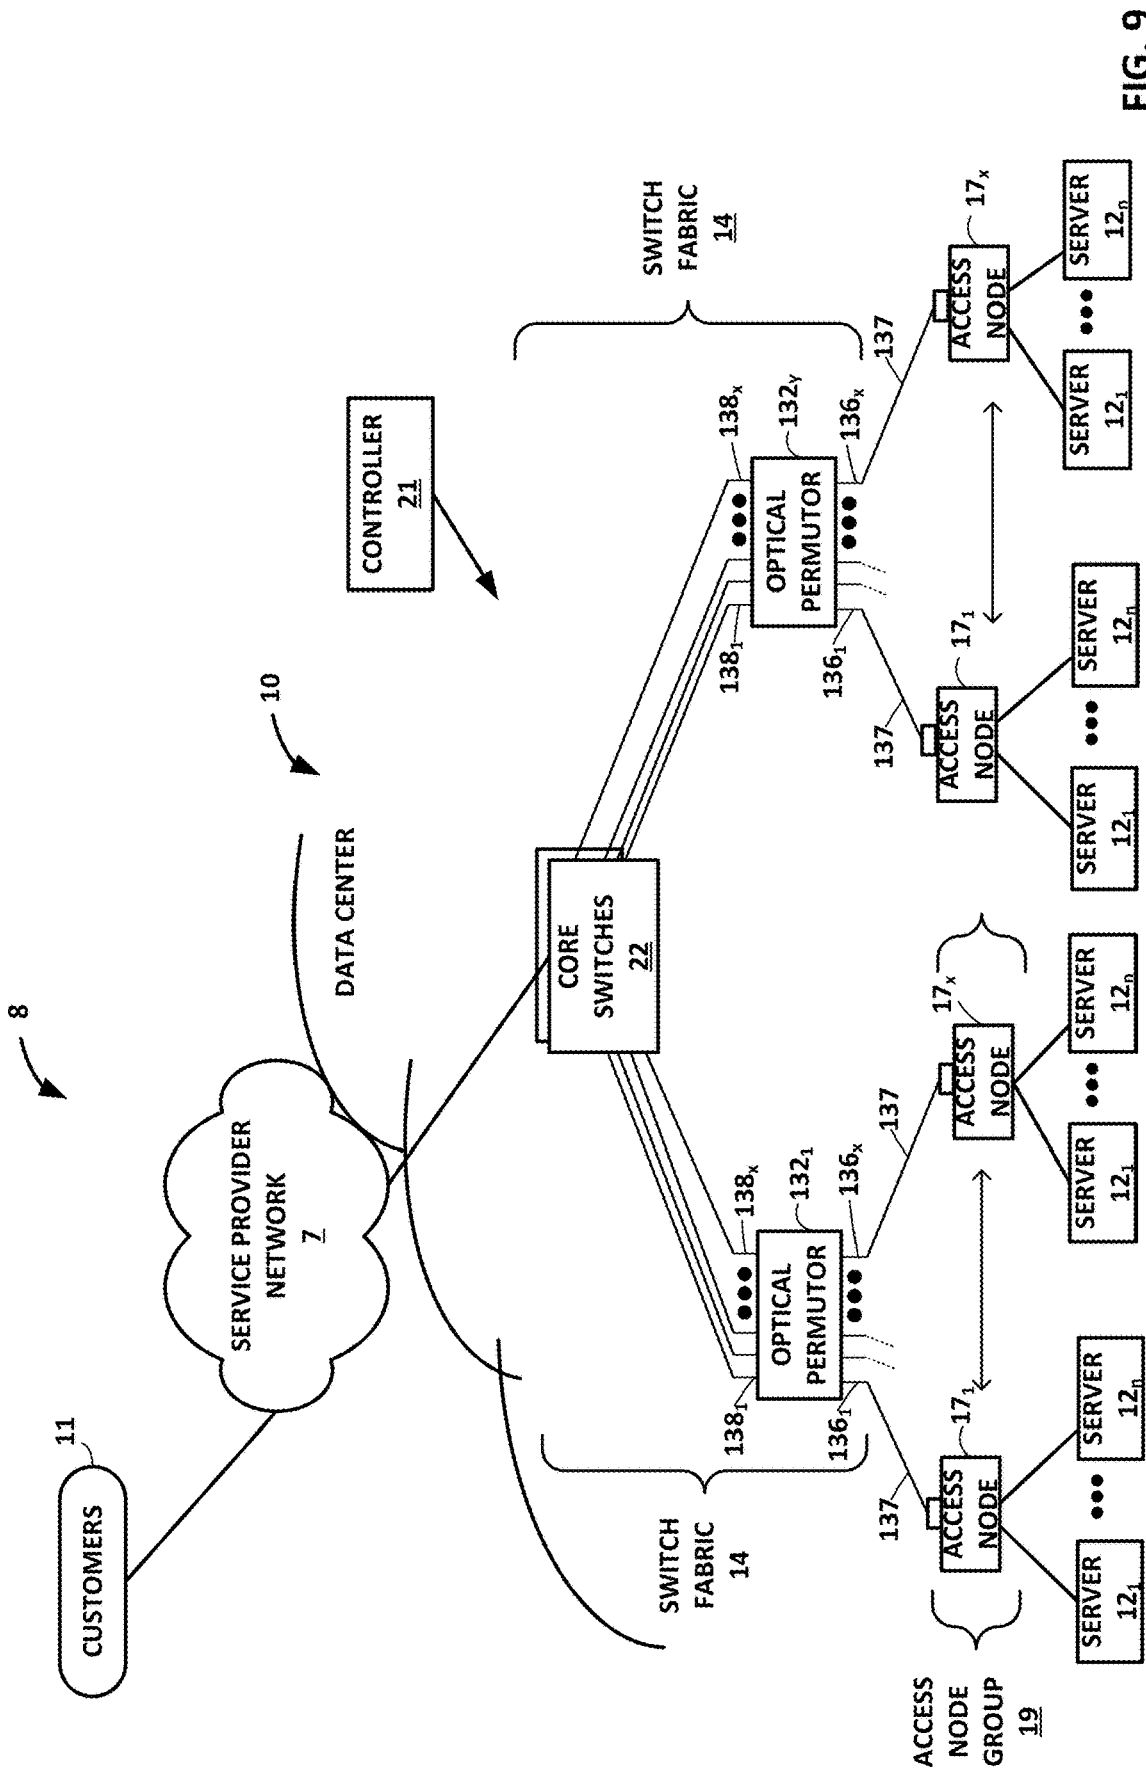 8
CUSTOMERS
11
SERVICE PROVIDER
NETWORK
7
10
DATA CENTER
CONTROLLER
21
CORE
SWITCHES
22
SWITCH
FABRIC
14
SWITCH
FABRIC
14
138₁
138ₓ
OPTICAL
PERMUTOR
132₁
136₁
136ₓ
138₁
138ₓ
OPTICAL
PERMUTOR
132Y
136₁
136ₓ
137
137
137
137
ACCESS
NODE
GROUP
19
ACCESS
NODE
17₁
ACCESS
NODE
17ₓ
ACCESS
NODE
17₁
ACCESS
NODE
17ₓ
SERVER
12₁
SERVER
12ₙ
SERVER
12₁
SERVER
12ₙ
SERVER
12₁
SERVER
12ₙ
SERVER
12₁
SERVER
12ₙ
FIG. 9